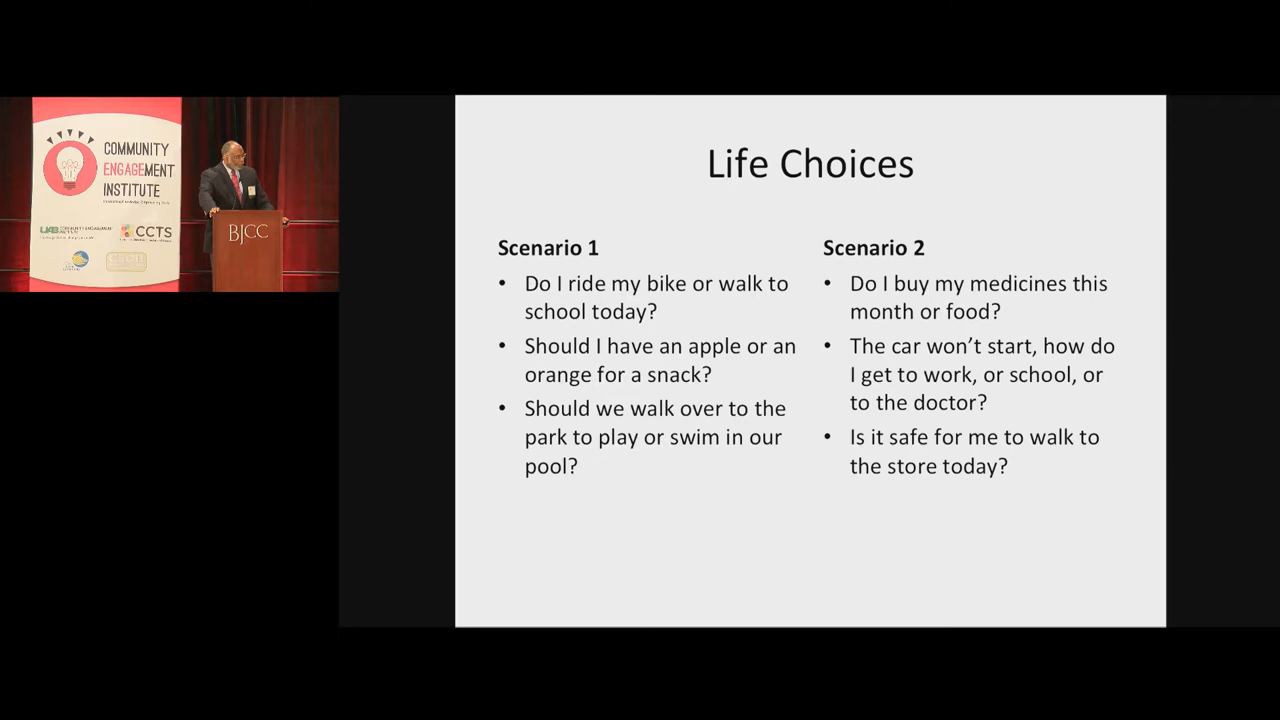 COMMUNITY
ENGAGEMENT
INSTITUTE
UAB COMMUNITY ENGAGEMENT
CCTS
BJCC
Life Choices
Scenario 1
• Do I ride my bike or walk to
school today?
• Should I have an apple or an
orange for a snack?
• Should we walk over to the
park to play or swim in our
pool?
Scenario 2
• Do I buy my medicines this
month or food?
• The car won’t start, how do
I get to work, or school, or
to the doctor?
• Is it safe for me to walk to
the store today?